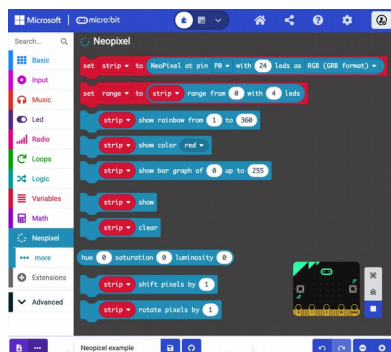 Microsoft micro:bit
Search... Neopixel
Basic
Input
Music
Led
Radio
Loops
Logic
Variables
Math
Neopixel
more
Extensions
Advanced
set strip to NeoPixel at pin P0 with 24 leds as RGB (GRB format)
set range to strip range from 0 with 4 leds
strip show rainbow from 1 to 360
strip show color red
strip show bar graph of 0 up to 255
strip show
strip clear
hue 0 saturation 0 luminosity 0
strip shift pixels by 1
strip rotate pixels by 1
Neopicel example